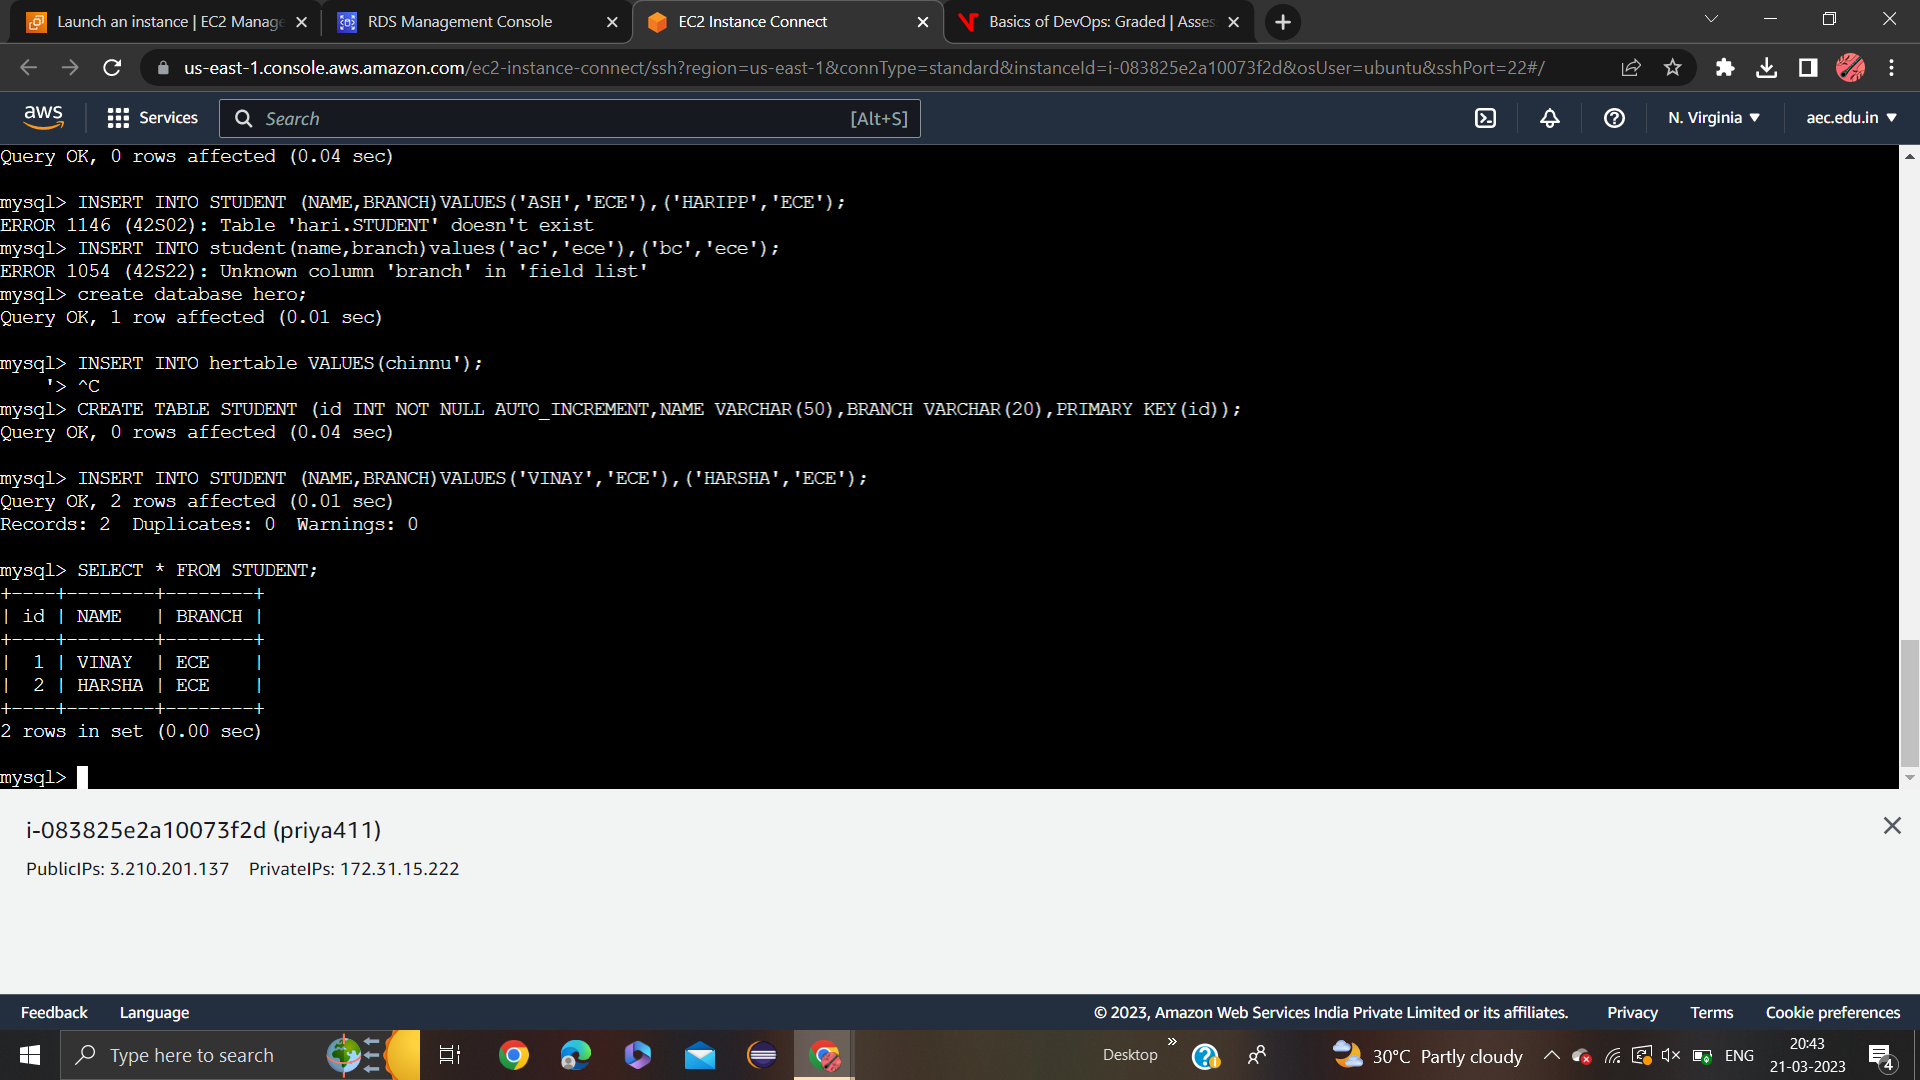 Launch an instance | EC2 Manage
RDS Management Console
EC2 Instance Connect
Basics of DevOps: Graded | Asses
us-east-1.console.aws.amazon.com/ec2-instance-connect/ssh?region=us-east-1&connType=standard&instanceId=i-083825e2a10073f2d&osUser=ubuntu&sshPort=22#/
aws Services Search [Alt+S] N. Virginia aec.edu.in
Query OK, 0 rows affected (0.04 sec)
mysql> INSERT INTO STUDENT (NAME,BRANCH)VALUES('ASH','ECE'),('HARIPP','ECE');
ERROR 1146 (42S02): Table 'hari.STUDENT' doesn't exist
mysql> INSERT INTO student(name,branch)values('ac','ece'),('bc','ece');
ERROR 1054 (42S22): Unknown column 'branch' in 'field list'
mysql> create database hero;
Query OK, 1 row affected (0.01 sec)
mysql> INSERT INTO hertable VALUES(chinnu');
'> ^C
mysql> CREATE TABLE STUDENT (id INT NOT NULL AUTO_INCREMENT,NAME VARCHAR(50),BRANCH VARCHAR(20),PRIMARY KEY(id));
Query OK, 0 rows affected (0.04 sec)
mysql> INSERT INTO STUDENT (NAME,BRANCH)VALUES('VINAY','ECE'),('HARSHA','ECE');
Query OK, 2 rows affected (0.01 sec)
Records: 2  Duplicates: 0  Warnings: 0
mysql> SELECT * FROM STUDENT;
+----+--------+--------+
| id | NAME   | BRANCH |
+----+--------+--------+
|  1 | VINAY  | ECE    |
|  2 | HARSHA | ECE    |
+----+--------+--------+
2 rows in set (0.00 sec)
mysql>
i-083825e2a10073f2d (priya411)
PublicIPs: 3.210.201.137 PrivateIPs: 172.31.15.222
Feedback Language © 2023, Amazon Web Services India Private Limited or its affiliates. Privacy Terms Cookie preferences
Type here to search Desktop 30°C Partly cloudy ENG 20:43
21-03-2023 4